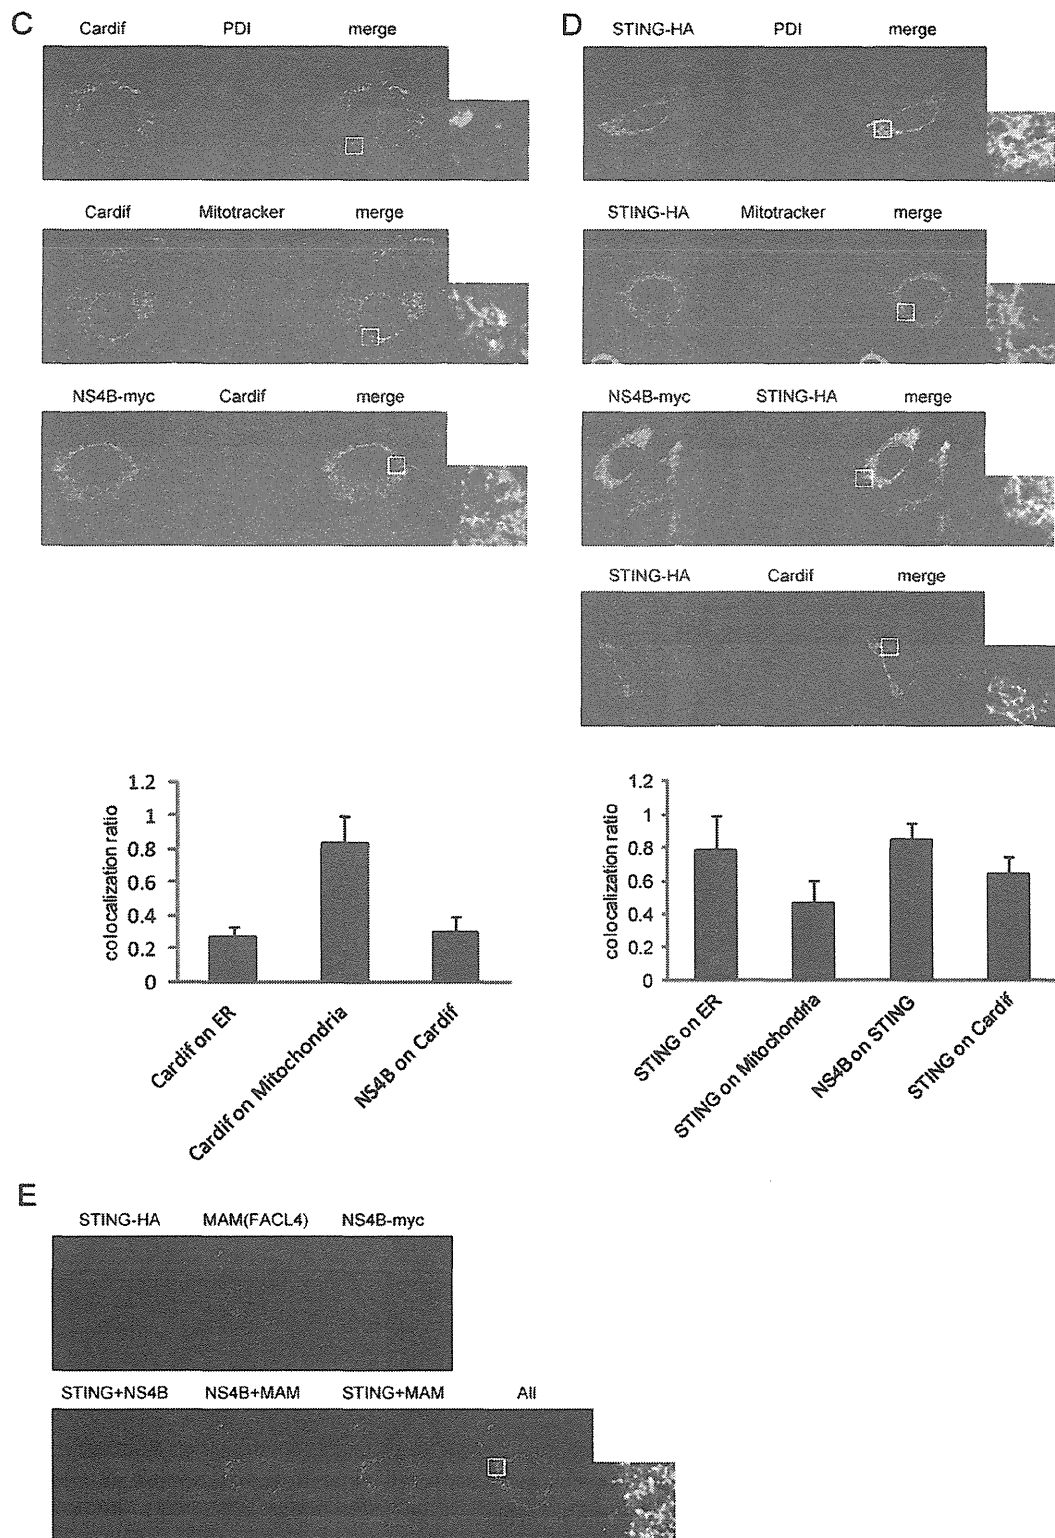 C
Cardif PDI merge
Cardif Mitotracker merge
NS4B-myc Cardif merge
colocalization ratio
1.2
1
0.8
0.6
0.4
0.2
0
Cardif on ER
Cardif on Mitochondria
NS4B on Cardif
D
STING-HA PDI merge
STING-HA Mitotracker merge
NS4B-myc STING-HA merge
STING-HA Cardif merge
colocalization ratio
1.2
1
0.8
0.6
0.4
0.2
0
STING on ER
STING on Mitochondria
NS4B on STING
STING on Cardif
E
STING-HA MAM(FACL4) NS4B-myc
STING+NS4B NS4B+MAM STING+MAM All